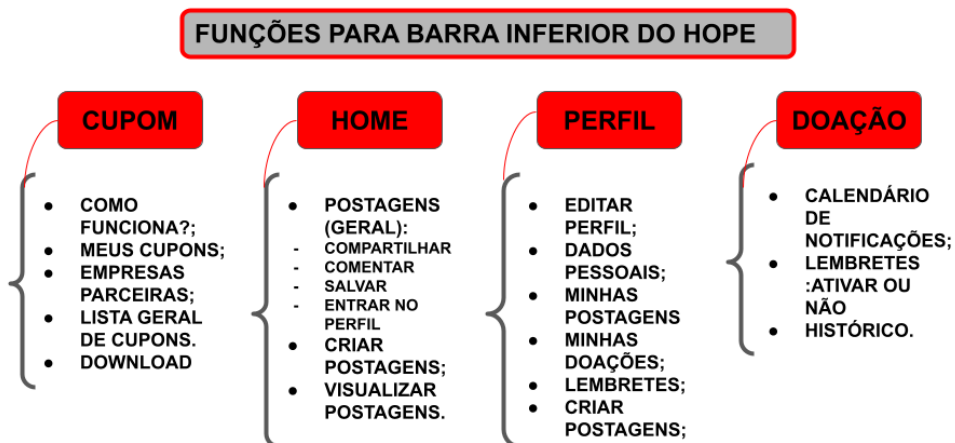 FUNÇÕES PARA BARRA INFERIOR DO HOPE
CUPOM
● COMO
FUNCIONA?;
● MEUS CUPONS;
● EMPRESAS
PARCEIRAS;
● LISTA GERAL
DE CUPONS.
● DOWNLOAD
HOME
● POSTAGENS
(GERAL):
- COMPARTILHAR
- COMENTAR
- SALVAR
- ENTRAR NO
PERFIL
● CRIAR
POSTAGENS;
● VISUALIZAR
POSTAGENS.
PERFIL
● EDITAR
PERFIL;
● DADOS
PESSOAIS;
● MINHAS
POSTAGENS
● MINHAS
DOAÇÕES;
● LEMBRETES;
● CRIAR
POSTAGENS;
DOAÇÃO
● CALENDÁRIO
DE
NOTIFICAÇÕES;
● LEMBRETES
:ATIVAR OU
NÃO
● HISTÓRICO.